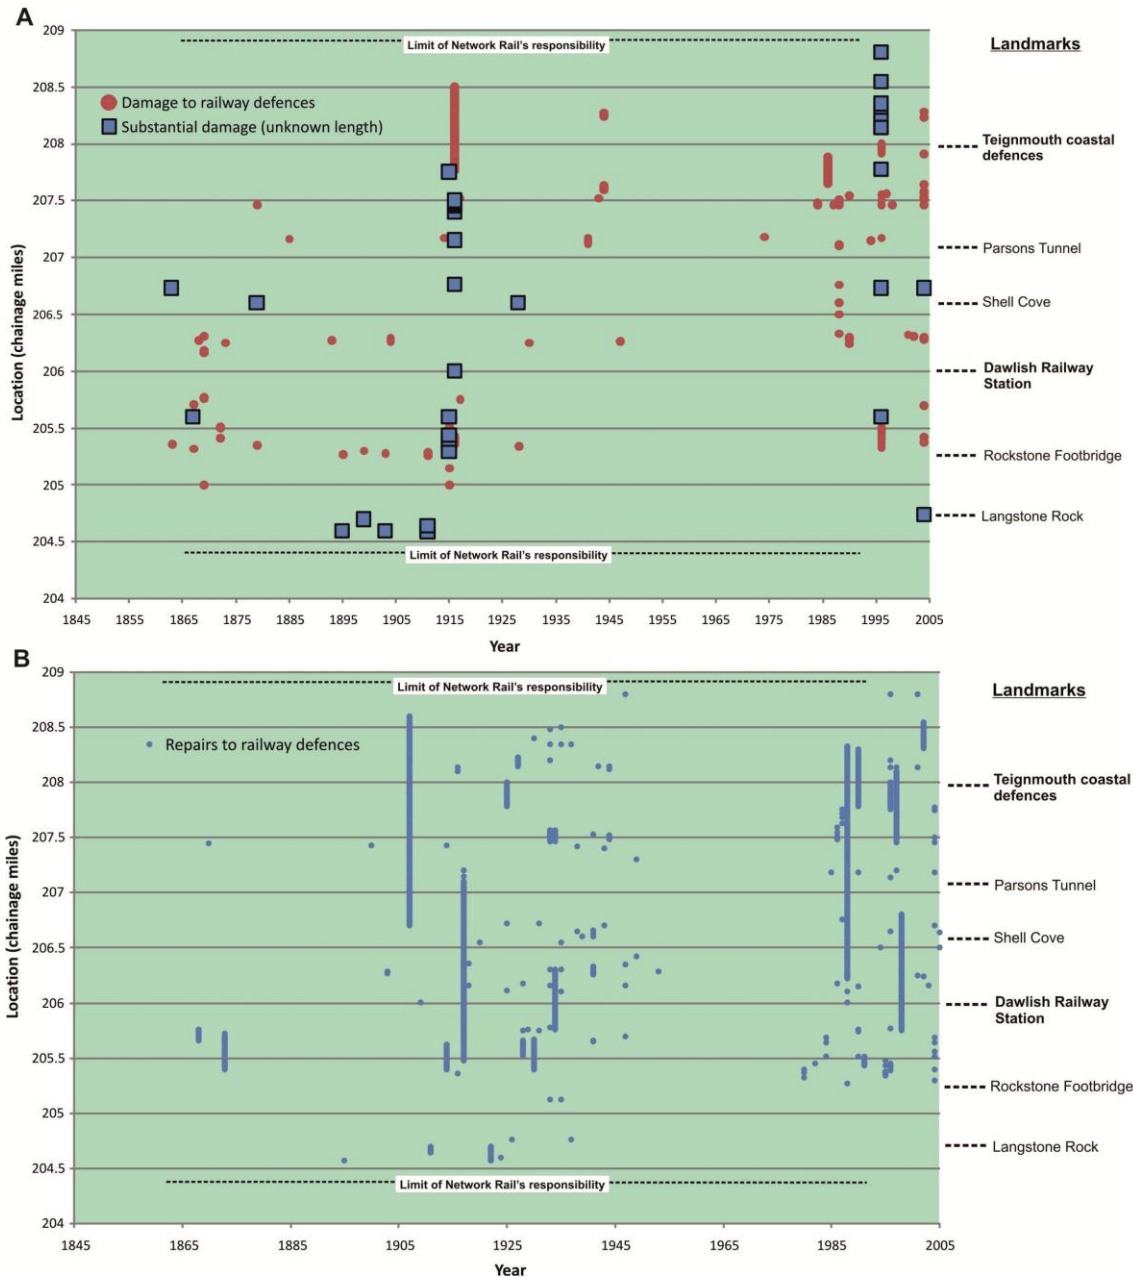 A
209
208.5
208
207.5
207
206.5
206
205.5
205
204.5
204
Location (chainage miles)
Limit of Network Rail's responsibility
Damage to railway defences
Substantial damage (unknown length)
Limit of Network Rail's responsibility
1845 1855 1865 1875 1885 1895 1905 1915 1925 1935 1945 1955 1965 1975 1985 1995 2005
Year
Landmarks
Teignmouth coastal
defences
Parsons Tunnel
Shell Cove
Dawlish Railway
Station
Rockstone Footbridge
Langstone Rock
B
209
208.5
208
207.5
207
206.5
206
205.5
205
204.5
204
Location (chainage miles)
Limit of Network Rail's responsibility
Repairs to railway defences
Limit of Network Rail's responsibility
1845 1865 1885 1905 1925 1945 1965 1985 2005
Year
Landmarks
Teignmouth coastal
defences
Parsons Tunnel
Shell Cove
Dawlish Railway
Station
Rockstone Footbridge
Langstone Rock